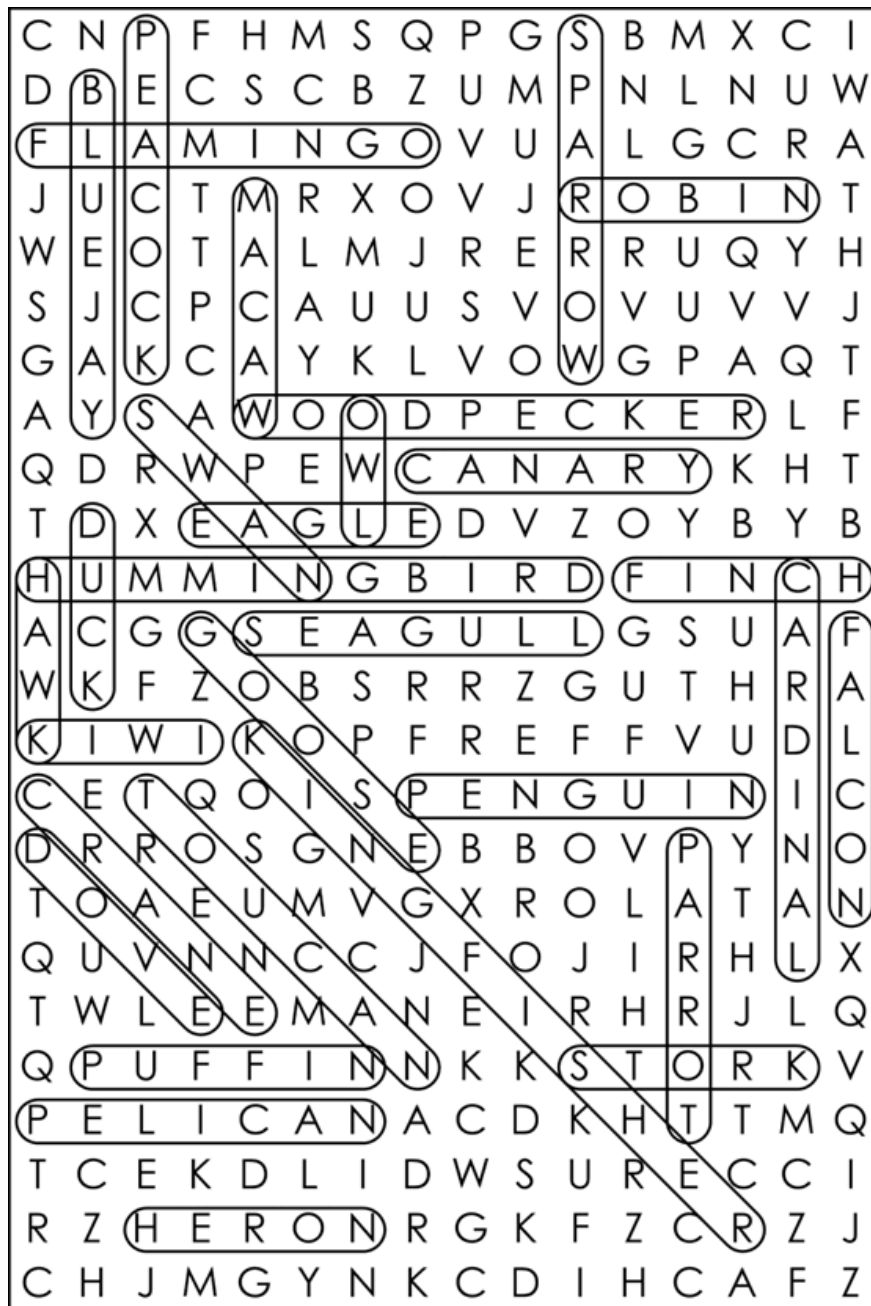 C N P F H M S Q P G S B M X C I
D B E C S C B Z U M P N L N U W
F L A M I N G O V U A L G C R A
J U C T M R X O V J R O B I N T
W E O T A L M J R E R R U Q Y H
S J C P C A U U S V O V U V V J
G A K C A Y K L V O W G P A Q T
A Y S A W O O D P E C K E R L F
Q D R W P E W C A N A R Y K H T
T D X E A G L E D V Z O Y B Y B
H U M M I N G B I R D F I N C H
A C G G S E A G U L L G S U A F
W K F Z O B S R R Z G U T H R A
K I W I K O P F R E F F V U D L
C E T Q O I S P E N G U I N I C
D R R O S G N E B B O V P Y N O
T O A E U M V G X R O L A T A N
Q U V N N C C J F O J I R H L X
T W L E E M A N E I R H R J L Q
Q P U F F I N N K K S T O R K V
P E L I C A N A C D K H T T M Q
T C E K D L I D W S U R E C C I
R Z H E R O N R G K F Z C R Z J
C H J M G Y N K C D I H C A F Z